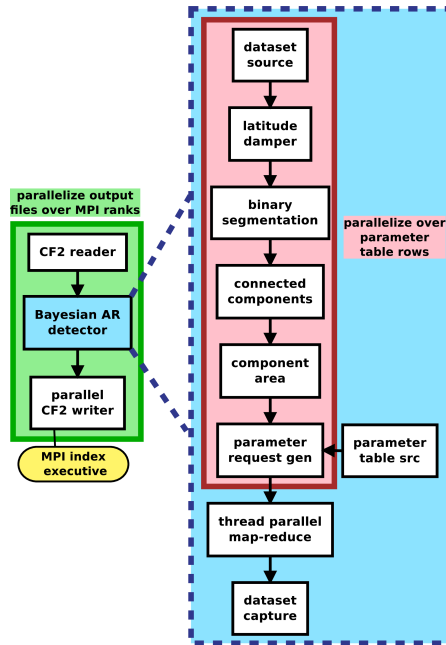 parallelize output
files over MPI ranks
CF2 reader
Bayesian AR
detector
parallel
CF2 writer
MPI index
executive
dataset
source
latitude
damper
binary
segmentation
connected
components
component
area
parameter
request gen
thread parallel
map-reduce
dataset
capture
parallelize over
parameter
table rows
parameter
table src